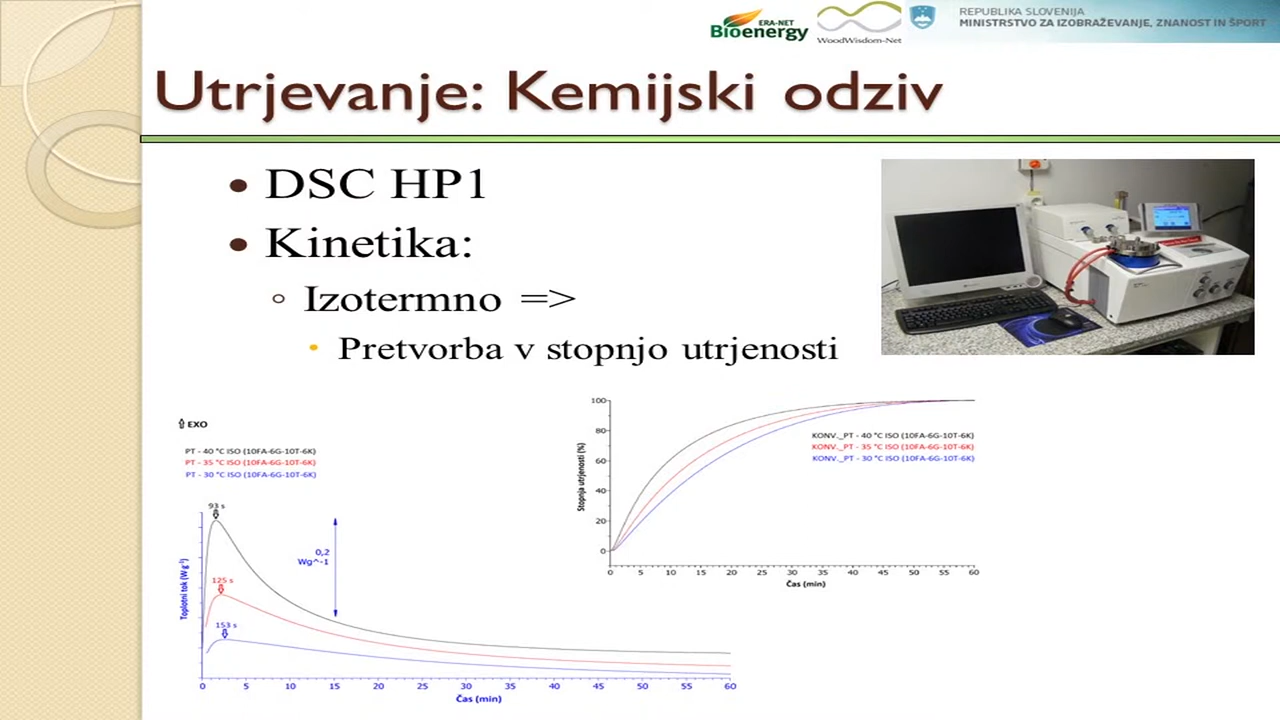 ERA-NET
Bioenergy
WoodWisdom-Net
REPUBLIKA SLOVENIJA
MINISTRSTVO ZA IZOBRAŽEVANJE, ZNANOST IN ŠPORT
Utrjevanje: Kemijski odziv
• DSC HP1
• Kinetika:
◦ Izotermno =>
• Pretvorba v stopnjo utrjenosti
EXO
PT - 40 °C ISO (10FA-6G-10T-6K)
PT - 35 °C ISO (10FA-6G-10T-6K)
PT - 30 °C ISO (10FA-6G-10T-6K)
93 s
125 s
153 s
0,2
Wg^-1
Toplotni tok (W g⁻¹)
0 5 10 15 20 25 30 35 40 45 50 55 60
Čas (min)
100
80
60
40
20
0
Stopnja utrjenosti (%)
KONV._PT - 40 °C ISO (10FA-6G-10T-6K)
KONV._PT - 35 °C ISO (10FA-6G-10T-6K)
KONV._PT - 30 °C ISO (10FA-6G-10T-6K)
0 5 10 15 20 25 30 35 40 45 50 55 60
Čas (min)